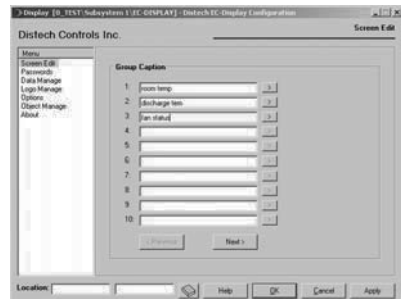 Display [0_TEST\Subsystem 1\EC-DISPLAY] - Distech EC-Display Configuration
Distech Controls Inc.
Screen Edit
Menu
Screen Edit
Passwords
Data Manage
Logo Manage
Options
Object Manage
About
Group Caption
1: room temp >
2: discharge tem >
3: fan status >
4: >
5: >
6: >
7: >
8: >
9: >
10: >
< Previous Next >
Location: Help OK Cancel Apply